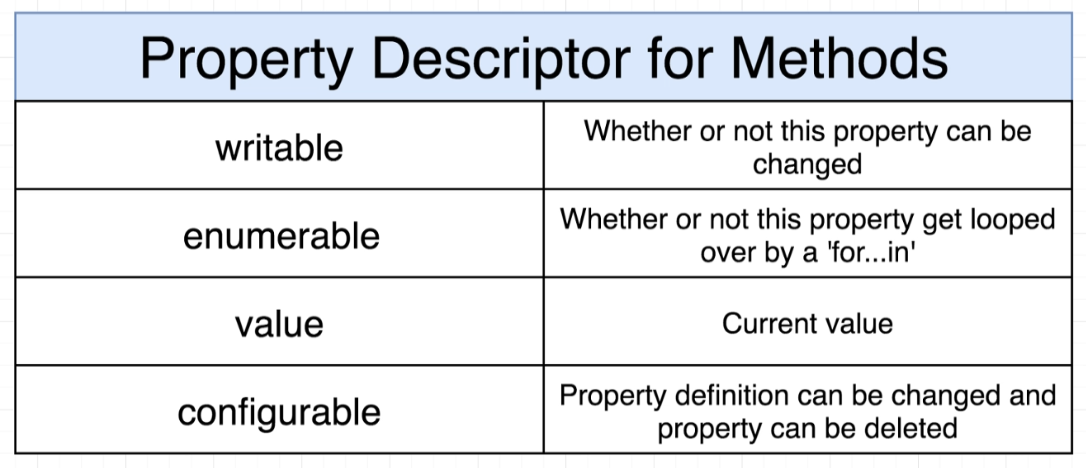 Property Descriptor for Methods
writable
Whether or not this property can be
changed
enumerable
Whether or not this property get looped
over by a 'for...in'
value
Current value
configurable
Property definition can be changed and
property can be deleted